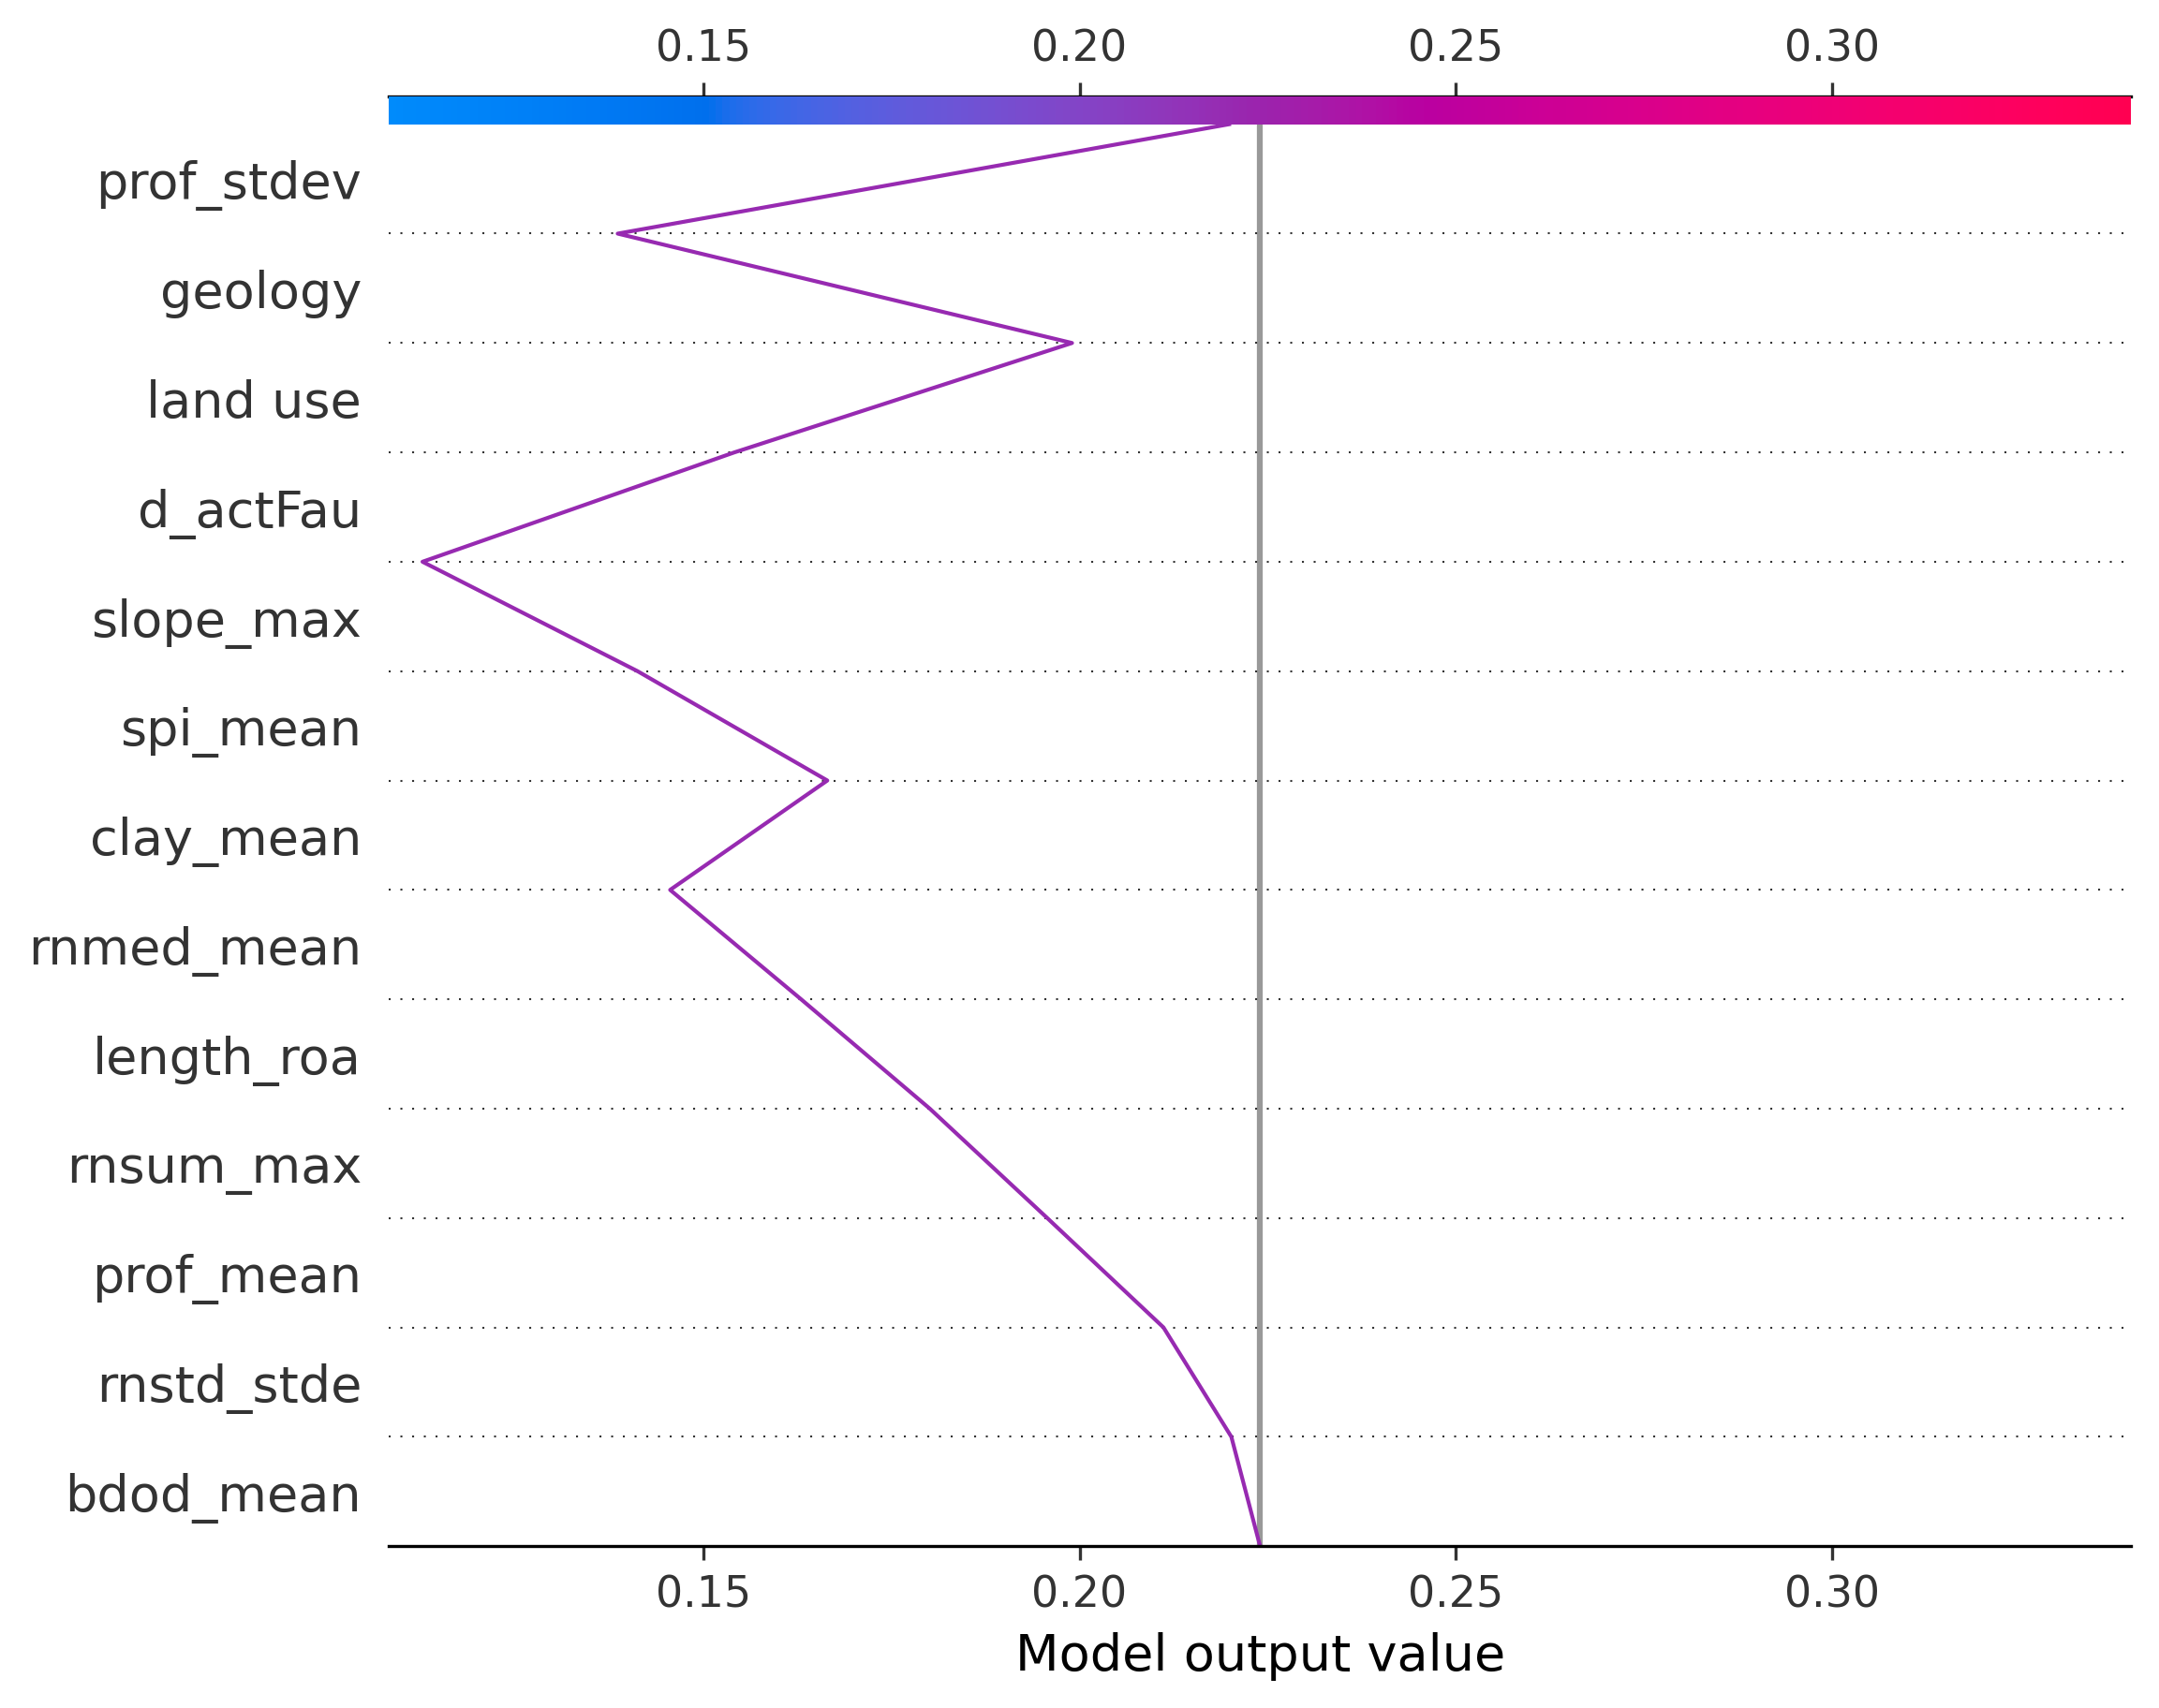 0.15 0.20 0.25 0.30
prof_stdev
geology
land use
d_actFau
slope_max
spi_mean
clay_mean
rnmed_mean
length_roa
rnsum_max
prof_mean
rnstd_stde
bdod_mean
0.15 0.20 0.25 0.30
Model output value